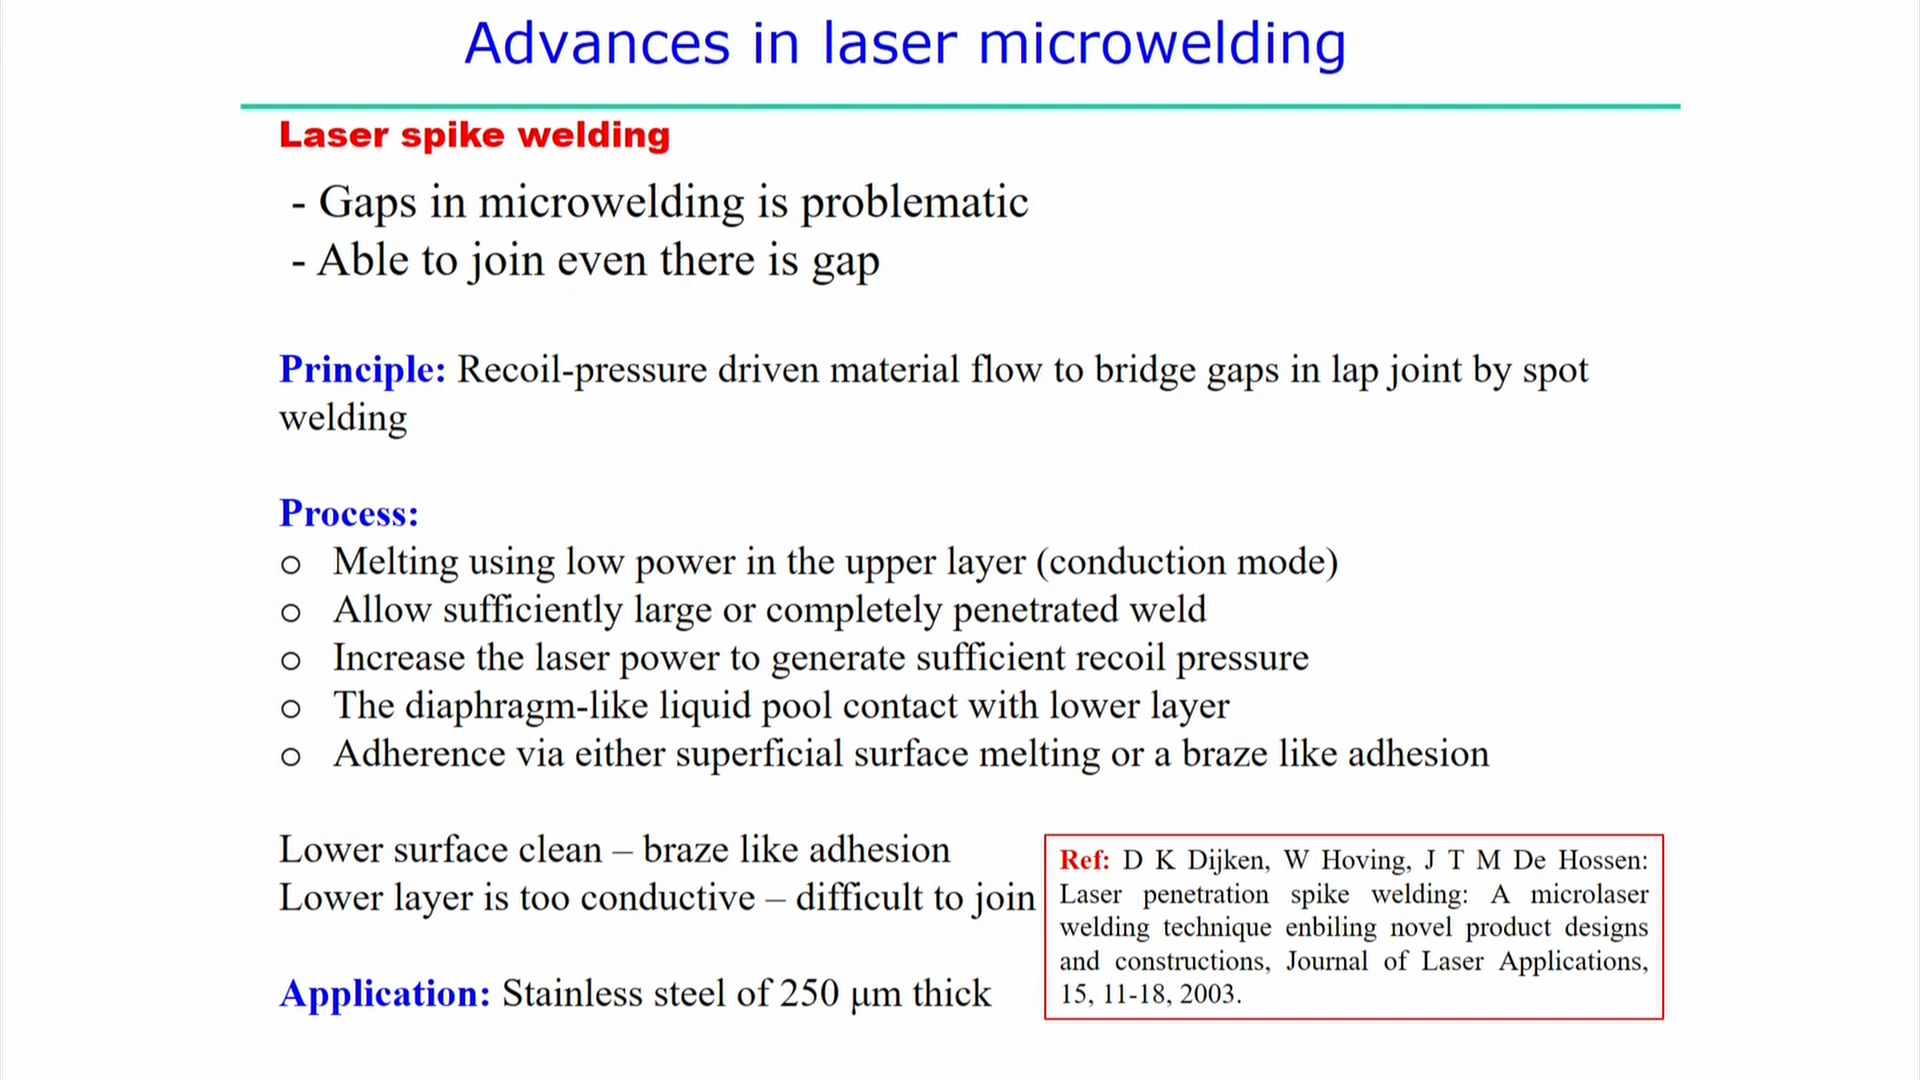 Advances in laser microwelding
Laser spike welding
- Gaps in microwelding is problematic
- Able to join even there is gap
Principle: Recoil-pressure driven material flow to bridge gaps in lap joint by spot
welding
Process:
o Melting using low power in the upper layer (conduction mode)
o Allow sufficiently large or completely penetrated weld
o Increase the laser power to generate sufficient recoil pressure
o The diaphragm-like liquid pool contact with lower layer
o Adherence via either superficial surface melting or a braze like adhesion
Lower surface clean – braze like adhesion
Lower layer is too conductive – difficult to join
Application: Stainless steel of 250 μm thick
Ref: D K Dijken, W Hoving, J T M De Hossen:
Laser penetration spike welding: A microlaser
welding technique enbiling novel product designs
and constructions, Journal of Laser Applications,
15, 11-18, 2003.